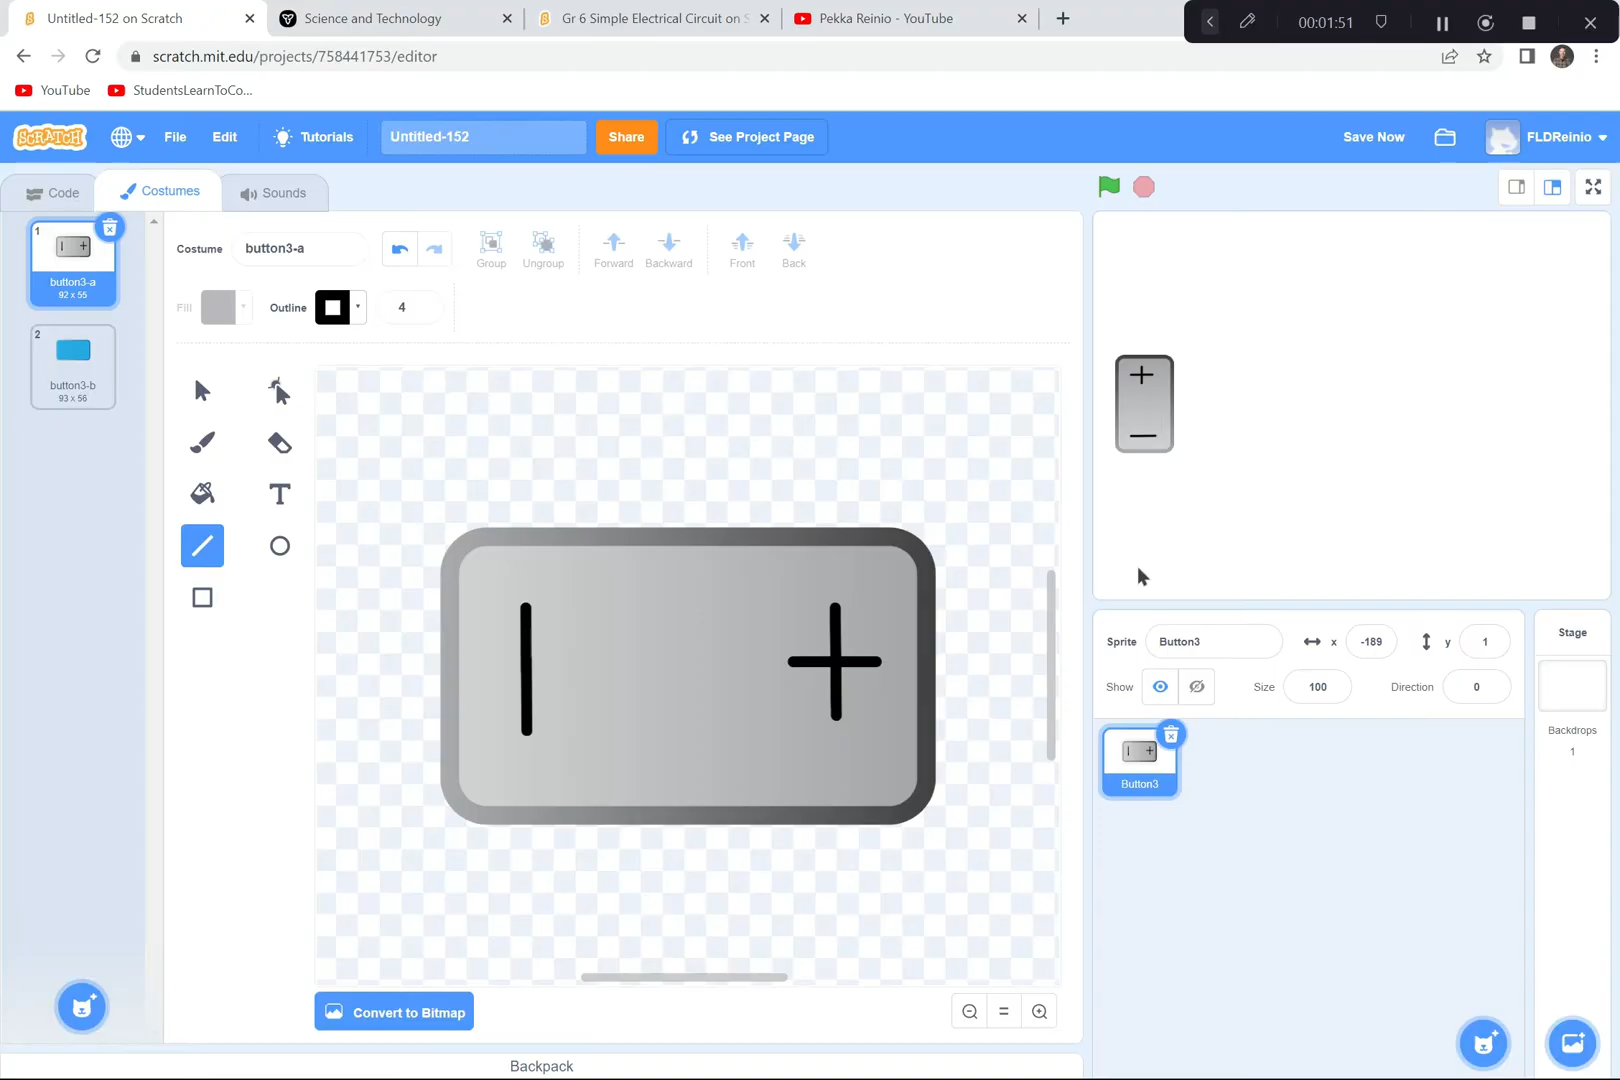 Untitled-152 on Scratch
Science and Technology
Gr 6 Simple Electrical Circuit on S
Pekka Reinio - YouTube
00:01:51
scratch.mit.edu/projects/758441753/editor
YouTube
StudentsLearnToCo...
SCRATCH
File
Edit
Tutorials
Untitled-152
Share
See Project Page
Save Now
FLDReinio
Code
Costumes
Sounds
1
button3-a
92 x 55
2
button3-b
93 x 56
Costume
button3-a
Group
Ungroup
Forward
Backward
Front
Back
Fill
Outline
4
Convert to Bitmap
Backpack
Sprite
Button3
x
-189
y
1
Show
Size
100
Direction
0
Button3
Stage
Backdrops
1